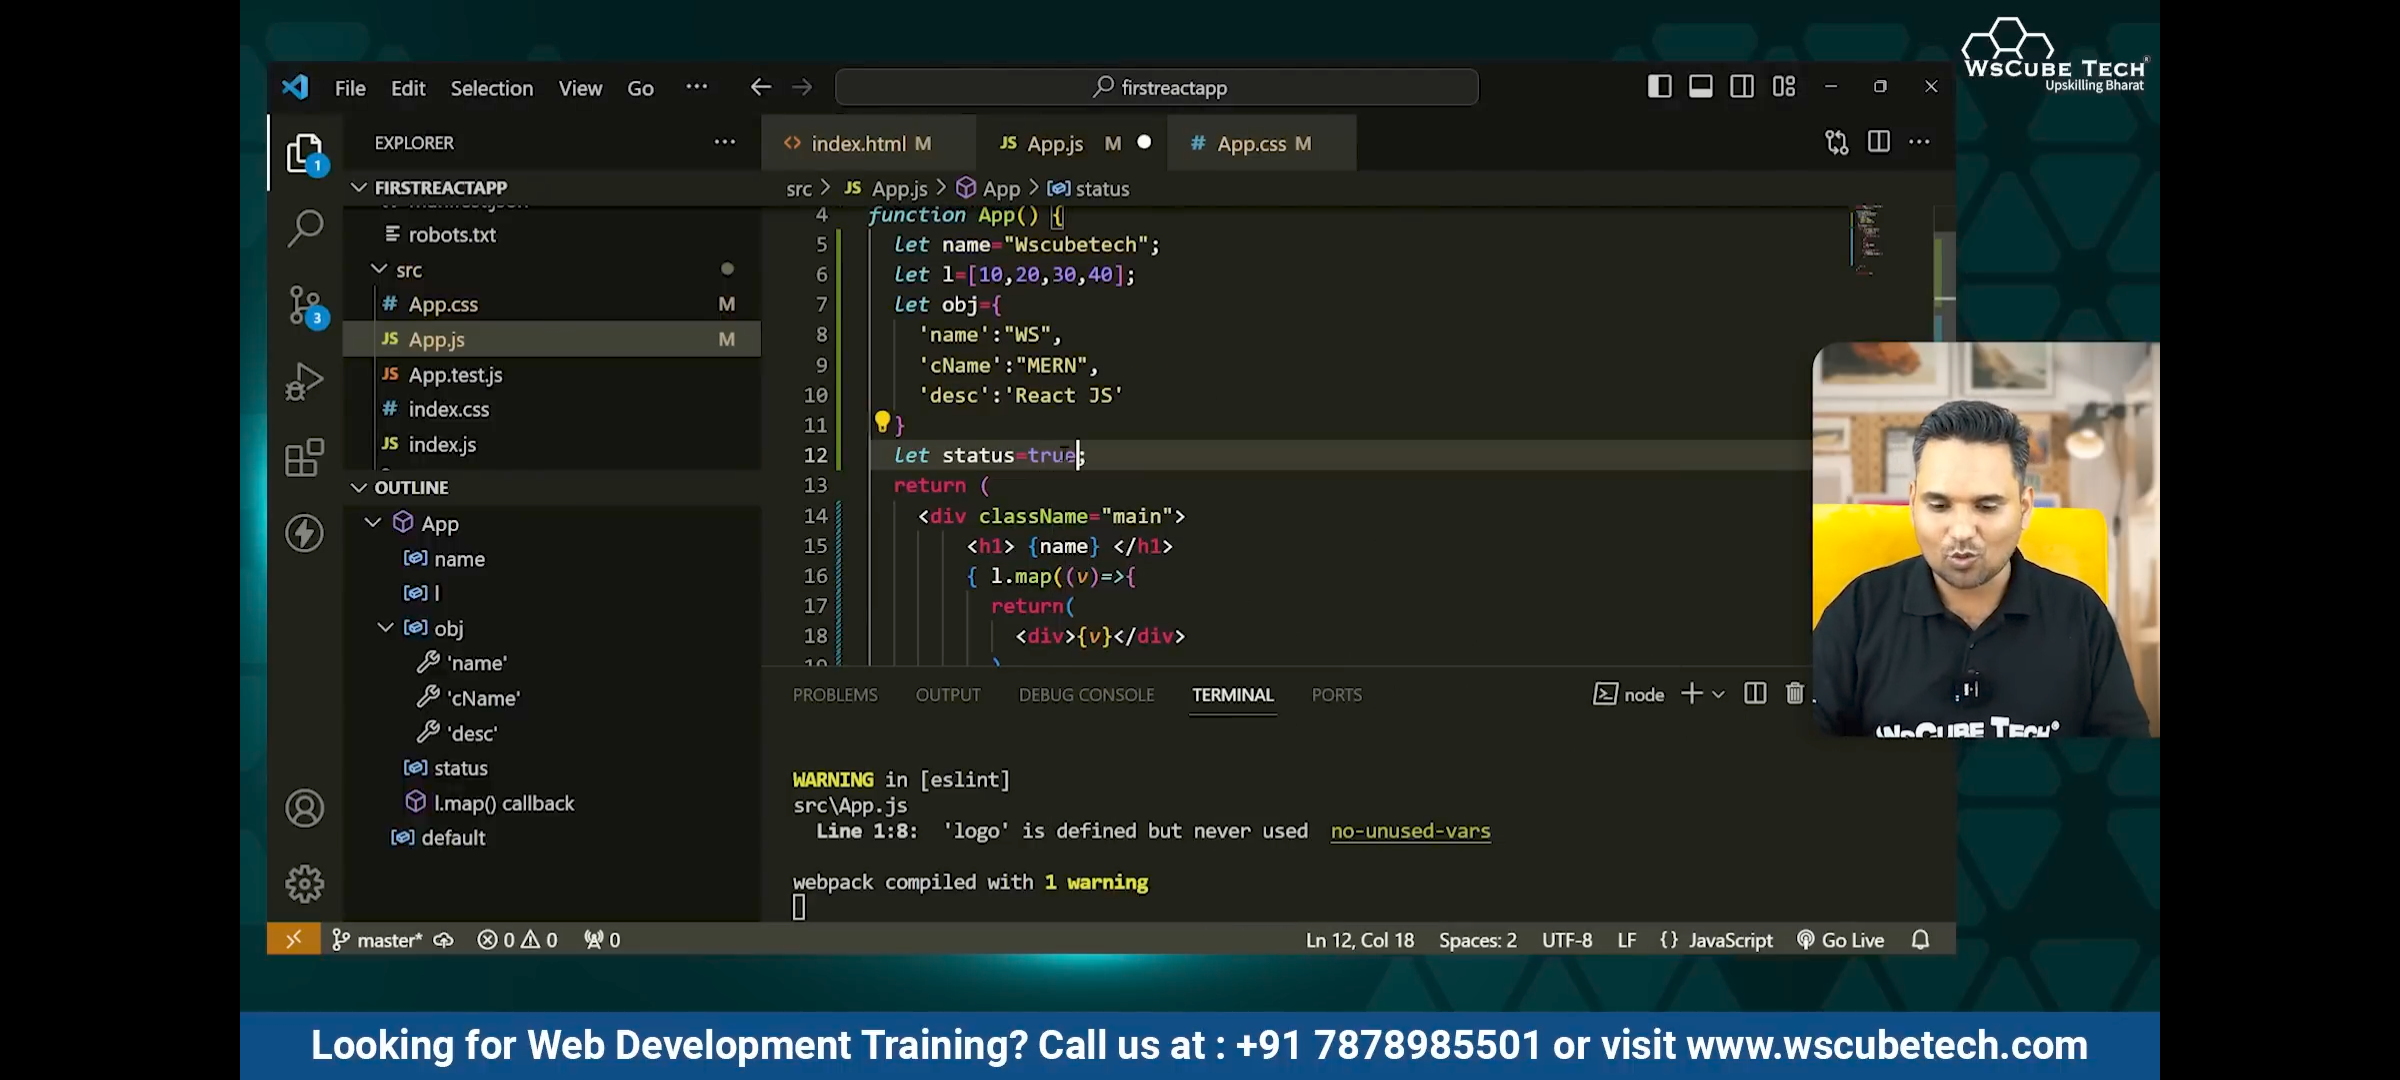 WsCube Tech®
Upskilling Bharat
File Edit Selection View Go ··· firstreactapp
EXPLORER ···
index.html M
JS App.js M
# App.css M
FIRSTREACTAPP
manifest.json
robots.txt
src
# App.css M
JS App.js M
JS App.test.js
# index.css
JS index.js
OUTLINE
App
name
l
obj
'name'
'cName'
'desc'
status
l.map() callback
default
1
3
src > JS App.js > App > status
4 function App() {
5 let name="Wscubetech";
6 let l=[10,20,30,40];
7 let obj={
8 'name':"WS",
9 'cName':"MERN",
10 'desc':'React JS'
11 }
12 let status=true;
13 return (
14 <div className="main">
15 <h1> {name} </h1>
16 { l.map((v)=>{
17 return(
18 <div>{v}</div>
19 )
PROBLEMS OUTPUT DEBUG CONSOLE TERMINAL PORTS node
WARNING in [eslint]
src\App.js
Line 1:8: 'logo' is defined but never used no-unused-vars
webpack compiled with 1 warning
master* 0 0 0 Ln 12, Col 18 Spaces: 2 UTF-8 LF {} JavaScript Go Live
WsCube Tech®
Looking for Web Development Training? Call us at : +91 7878985501 or visit www.wscubetech.com